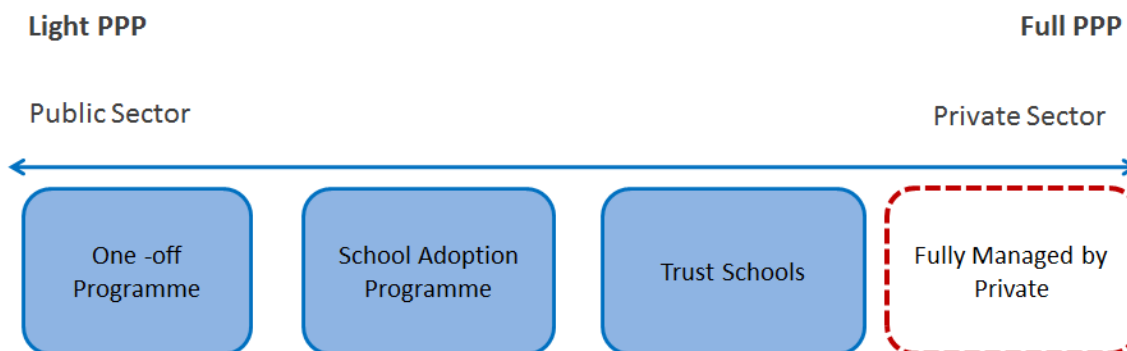 Light PPP
Full PPP
Public Sector
Private Sector
One -off
Programme
School Adoption
Programme
Trust Schools
Fully Managed by
Private